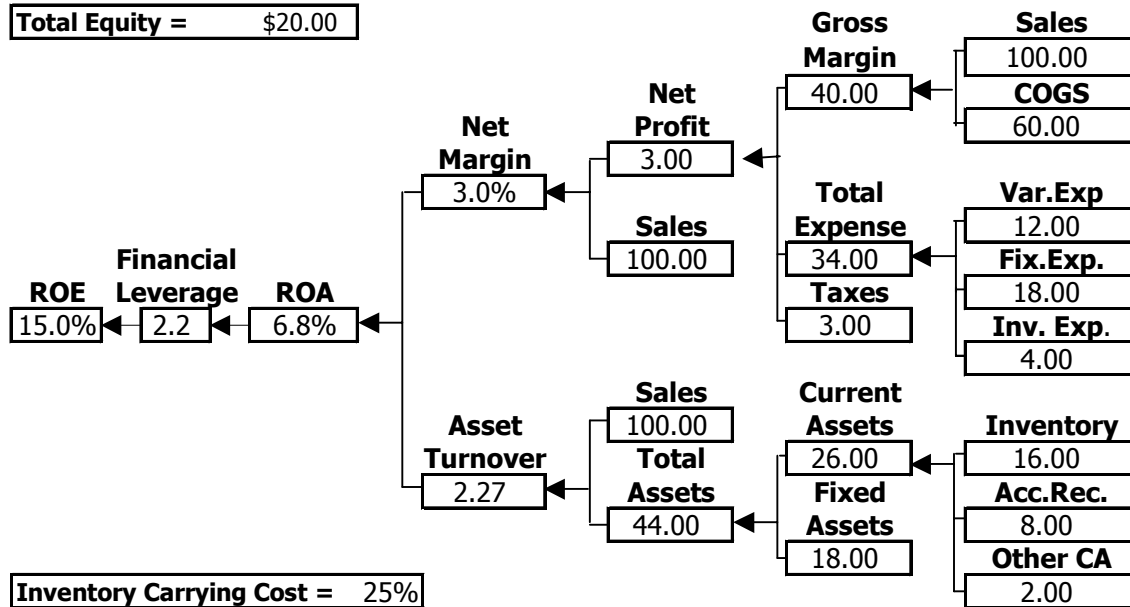 Total Equity = $20.00
Gross
Margin
40.00
Sales
100.00
COGS
60.00
Net
Profit
3.00
Net
Margin
3.0%
Sales
100.00
Total
Expense
34.00
Taxes
3.00
Var.Exp
12.00
Fix.Exp.
18.00
Inv. Exp.
4.00
ROE
15.0%
Financial
Leverage
2.2
ROA
6.8%
Asset
Turnover
2.27
Sales
100.00
Total
Assets
44.00
Current
Assets
26.00
Fixed
Assets
18.00
Inventory
16.00
Acc.Rec.
8.00
Other CA
2.00
Inventory Carrying Cost = 25%